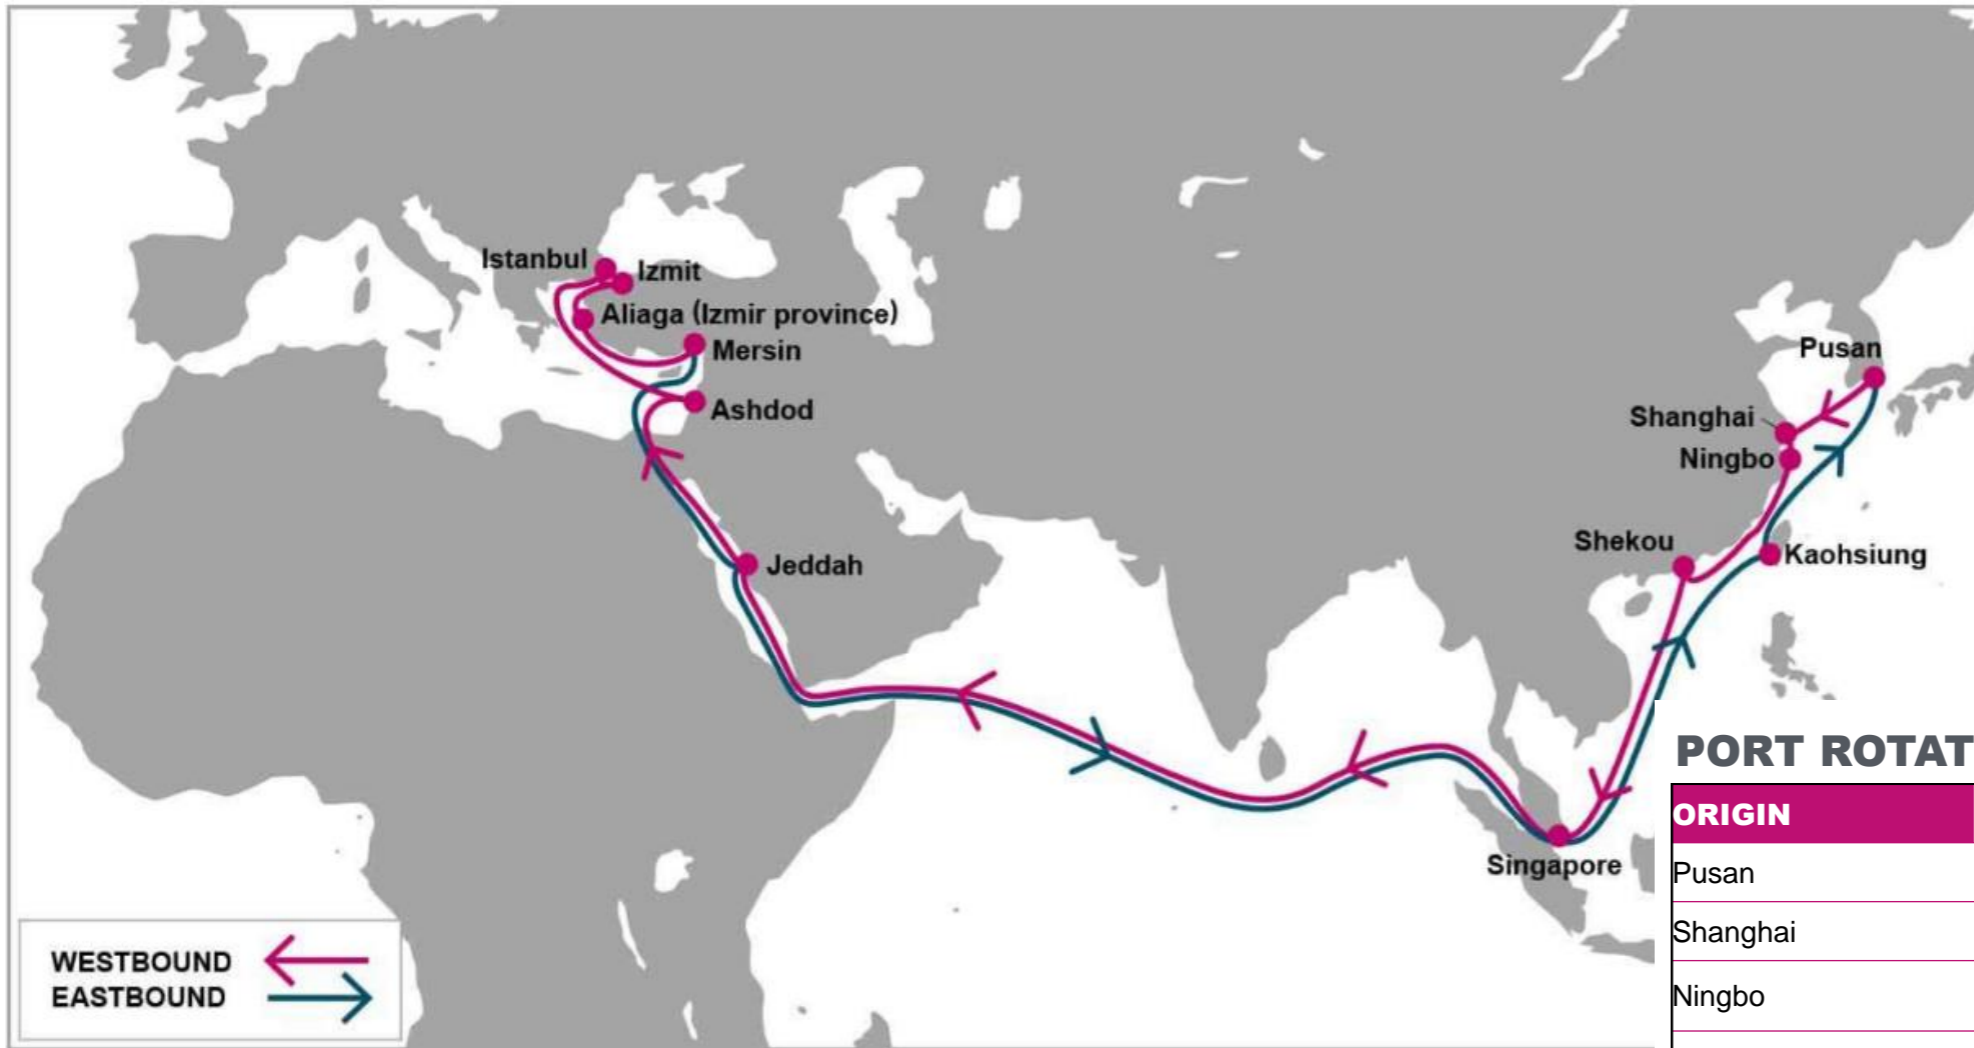 Istanbul
Izmit
Aliaga (Izmir province)
Mersin
Ashdod
Jeddah
Pusan
Shanghai
Ningbo
Shekou
Kaohsiung
Singapore
WESTBOUND
EASTBOUND
PORT ROTAT
ORIGIN
Pusan
Shanghai
Ningbo